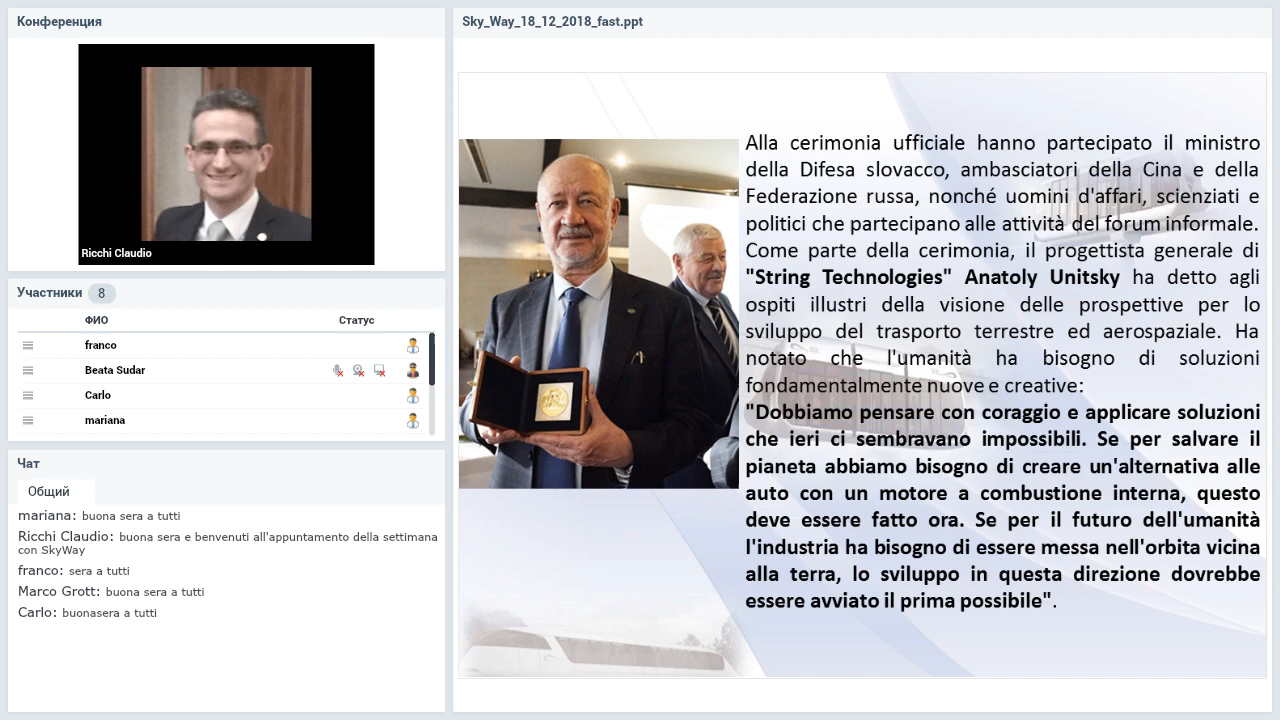 Конференция
Ricchi Claudio
Участники 8
ФИО Статус
franco
Beata Sudar
Carlo
mariana
Чат
Общий
mariana: buona sera a tutti
Ricchi Claudio: buona sera e benvenuti all'appuntamento della settimana
con SkyWay
franco: sera a tutti
Marco Grott: buona sera a tutti
Carlo: buonasera a tutti
Sky_Way_18_12_2018_fast.ppt
Alla cerimonia ufficiale hanno partecipato il ministro
della Difesa slovacco, ambasciatori della Cina e della
Federazione russa, nonché uomini d'affari, scienziati e
politici che partecipano alle attività del forum informale.
Come parte della cerimonia, il progettista generale di
"String Technologies" Anatoly Unitsky ha detto agli
ospiti illustri della visione delle prospettive per lo
sviluppo del trasporto terrestre ed aerospaziale. Ha
notato che l'umanità ha bisogno di soluzioni
fondamentalmente nuove e creative:
"Dobbiamo pensare con coraggio e applicare soluzioni
che ieri ci sembravano impossibili. Se per salvare il
pianeta abbiamo bisogno di creare un'alternativa alle
auto con un motore a combustione interna, questo
deve essere fatto ora. Se per il futuro dell'umanità
l'industria ha bisogno di essere messa nell'orbita vicina
alla terra, lo sviluppo in questa direzione dovrebbe
essere avviato il prima possibile".